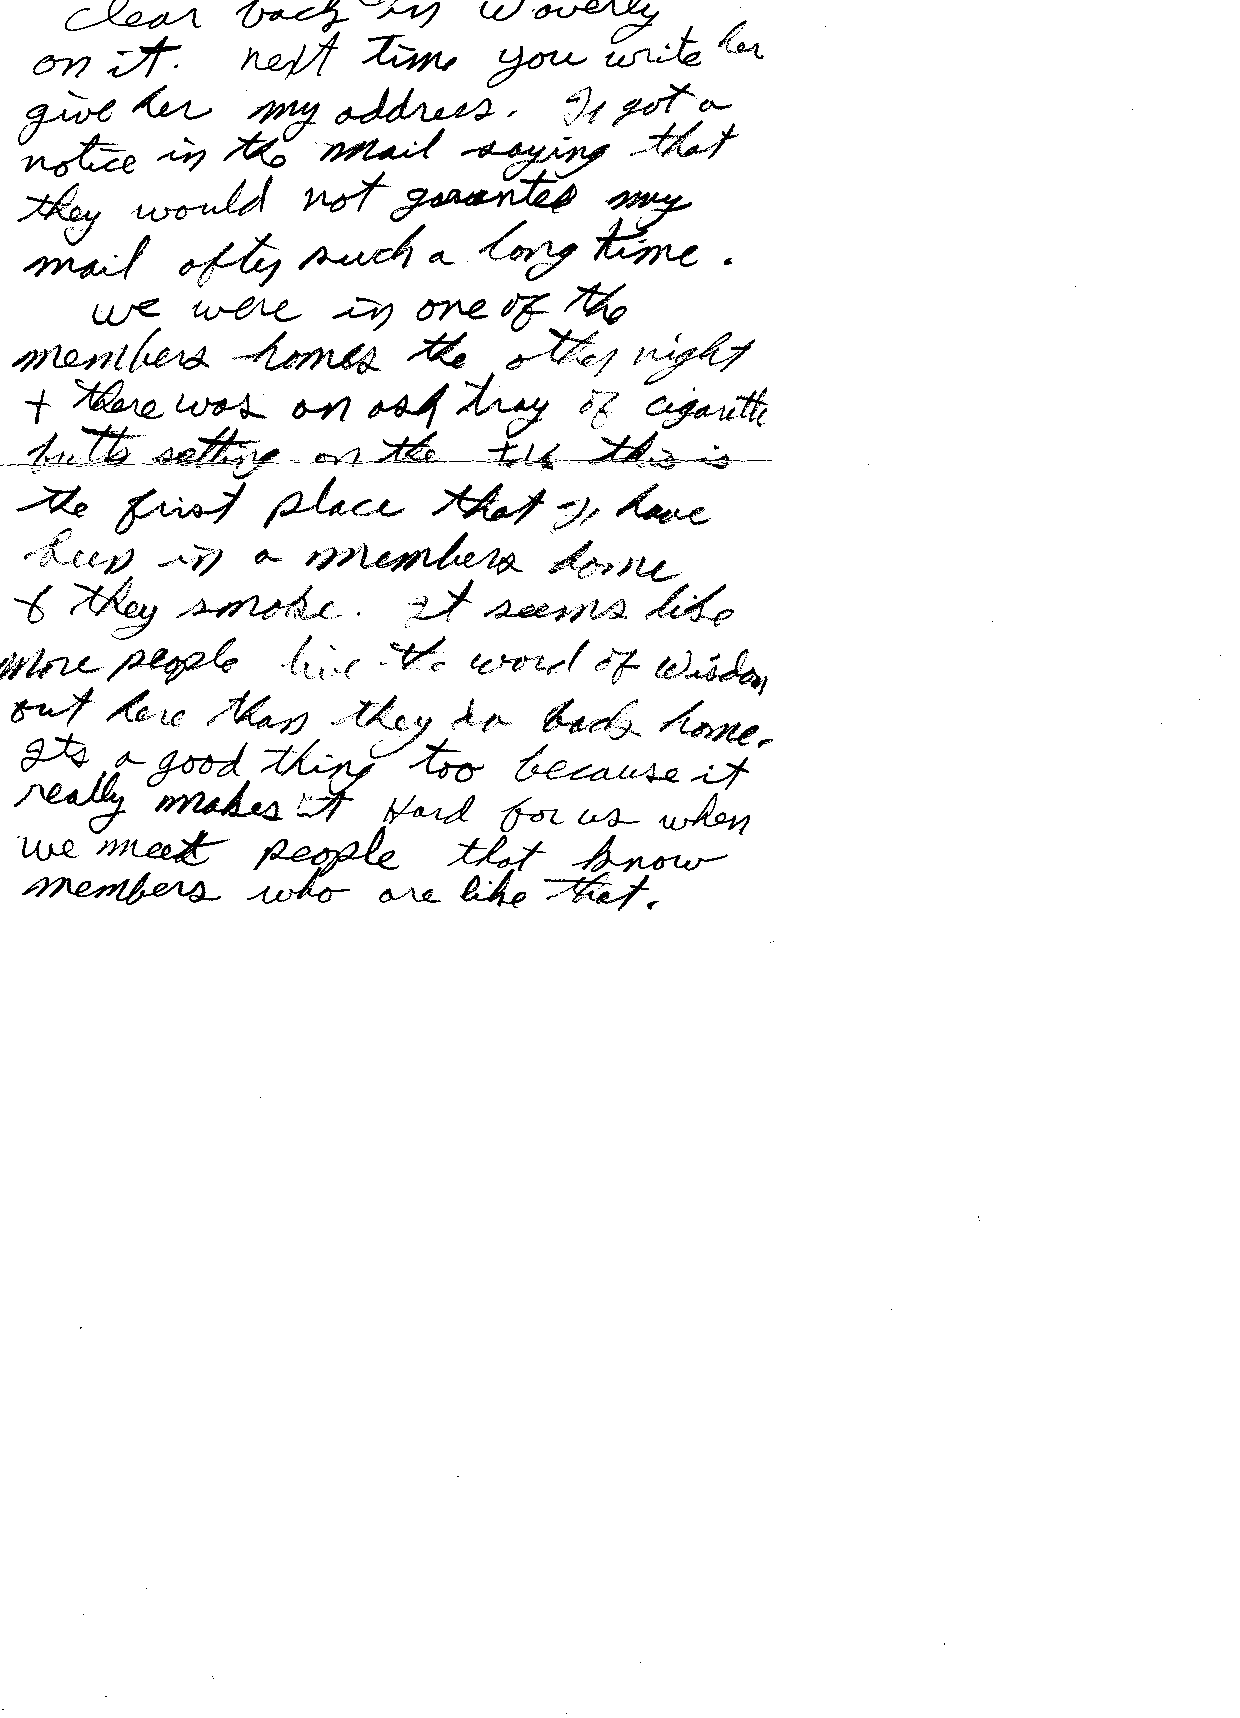 clear back in Waverly
on it. next time you write her
give her my address. I got a
notice in the mail saying that
they would not garantee my
mail after such a long time.
we were in one of the
members homes the other night
+ there was an ash tray of cigarette
butts setting on the this is
the first place that I have
been in a members home
& they smoke. It seems like
more people live the word of Wisdom
out here than they do back home.
Its a good thing too because it
really makes it Hard for us when
we meet people that know
members who are like that.